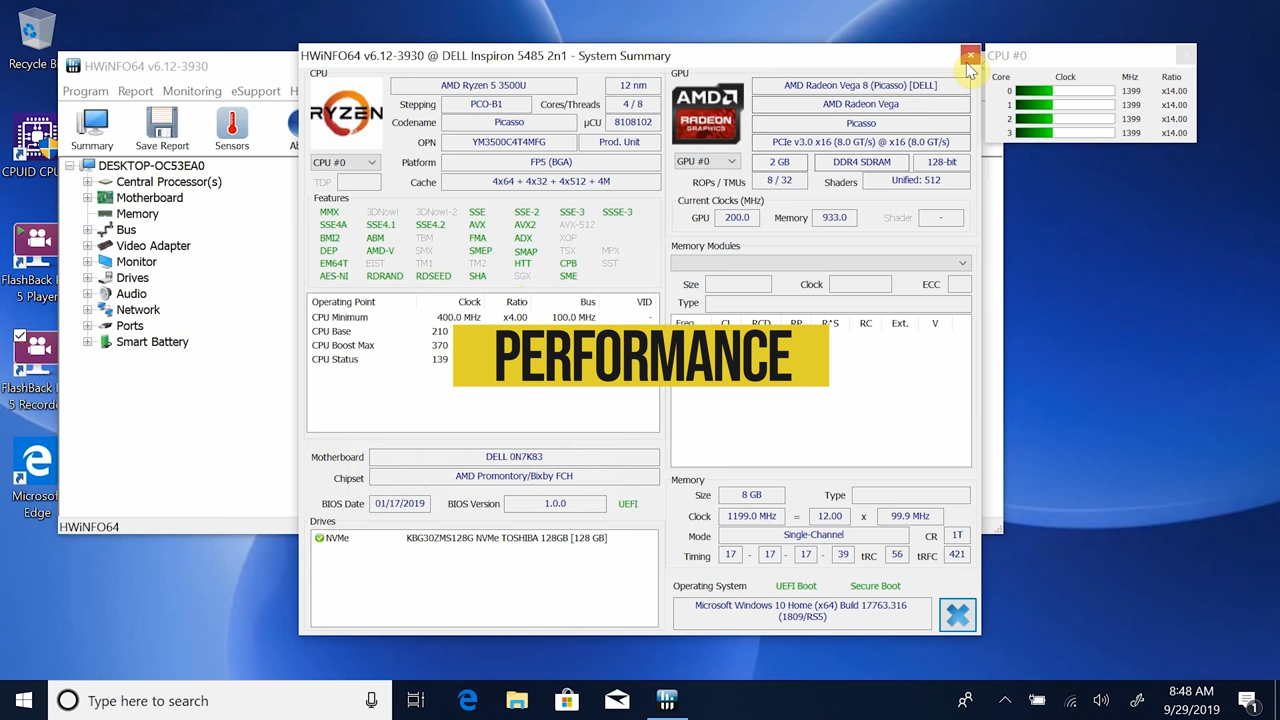 Recycle B
CPUID CPU
FlashBack
5 Player
FlashBack
5 Record
Microsoft
Edge
HWiNFO64 v6.12-3930
Program Report Monitoring eSupport H
Summary Save Report Sensors Ab
DESKTOP-OC53EA0
Central Processor(s)
Motherboard
Memory
Bus
Video Adapter
Monitor
Drives
Audio
Network
Ports
Smart Battery
HWiNFO64
HWiNFO64 v6.12-3930 @ DELL Inspiron 5485 2n1 - System Summary
CPU
RYZEN
AMD Ryzen 5 3500U 12 nm
Stepping PCO-B1 Cores/Threads 4 / 8
Codename Picasso µCU 8108102
OPN YM3500C4T4MFG Prod. Unit
CPU #0 Platform FP5 (BGA)
TDP Cache 4x64 + 4x32 + 4x512 + 4M
Features
MMX 3DNow! 3DNow!-2 SSE SSE-2 SSE-3 SSSE-3
SSE4A SSE4.1 SSE4.2 AVX AVX2 AVX-512
BMI2 ABM TBM FMA ADX XOP
DEP AMD-V SMX SMEP SMAP TSX MPX
EM64T EIST TM1 TM2 HTT CPB SST
AES-NI RDRAND RDSEED SHA SGX SME
Operating Point Clock Ratio Bus VID
CPU Minimum 400.0 MHz x4.00 100.0 MHz -
CPU Base 210
CPU Boost Max 370
CPU Status 139
PERFORMANCE
Motherboard DELL 0N7K83
Chipset AMD Promontory/Bixby FCH
BIOS Date 01/17/2019 BIOS Version 1.0.0 UEFI
Drives
NVMe KBG30ZMS128G NVMe TOSHIBA 128GB [128 GB]
GPU
AMD
RADEON
GRAPHICS
AMD Radeon Vega 8 (Picasso) [DELL]
AMD Radeon Vega
Picasso
PCIe v3.0 x16 (8.0 GT/s) @ x16 (8.0 GT/s)
GPU #0 2 GB DDR4 SDRAM 128-bit
ROPs / TMUs 8 / 32 Shaders Unified: 512
Current Clocks (MHz)
GPU 200.0 Memory 933.0 Shader -
Memory Modules
Size Clock ECC
Type
Freq CL RCD RP RAS RC Ext. V
Memory
Size 8 GB Type
Clock 1199.0 MHz = 12.00 x 99.9 MHz
Mode Single-Channel CR 1T
Timing 17 - 17 - 17 - 39 tRC 56 tRFC 421
Operating System UEFI Boot Secure Boot
Microsoft Windows 10 Home (x64) Build 17763.316
(1809/RS5)
CPU #0
Core Clock MHz Ratio
0 1399 x14.00
1 1399 x14.00
2 1399 x14.00
3 1399 x14.00
Type here to search
8:48 AM
9/29/2019
1